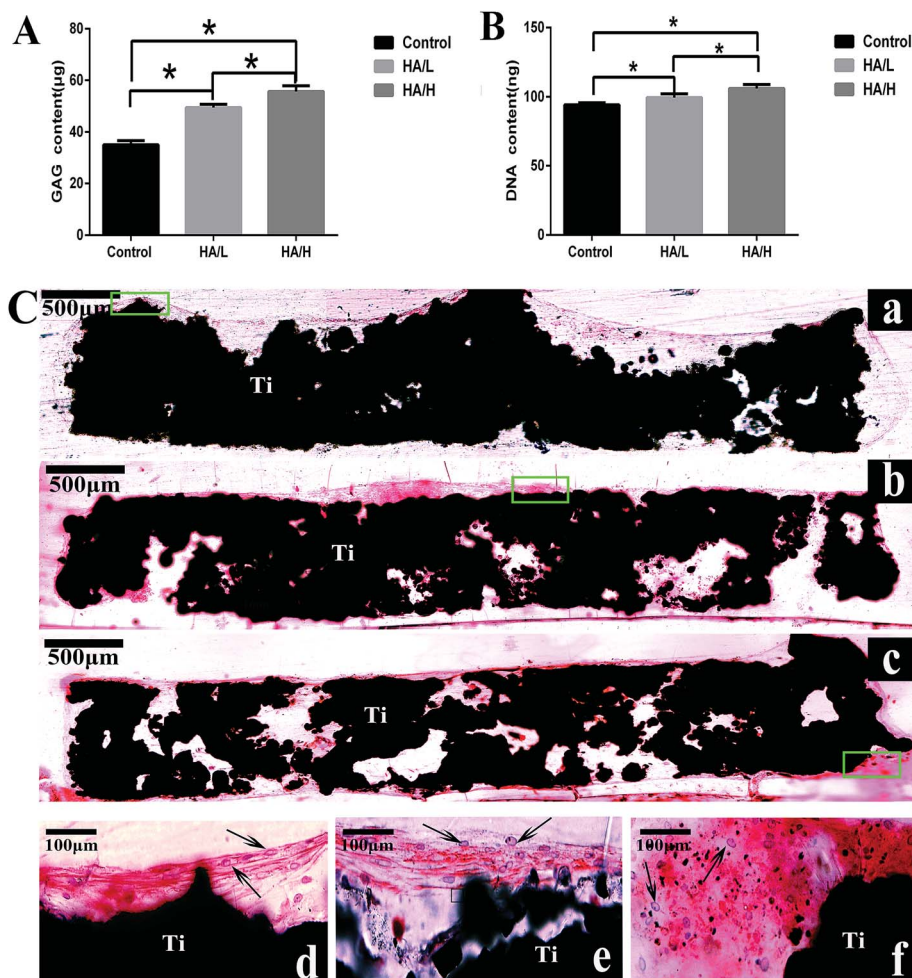 A
GAG content(µg)
80
60
40
20
0
*
*
*
Control
HA/L
HA/H
Control
HA/L
HA/H
B
DNA content(ng)
150
100
50
0
*
*
*
Control
HA/L
HA/H
Control
HA/L
HA/H
C
500µm
a
Ti
500µm
b
Ti
500µm
c
Ti
100µm
Ti
d
100µm
Ti
e
100µm
Ti
f